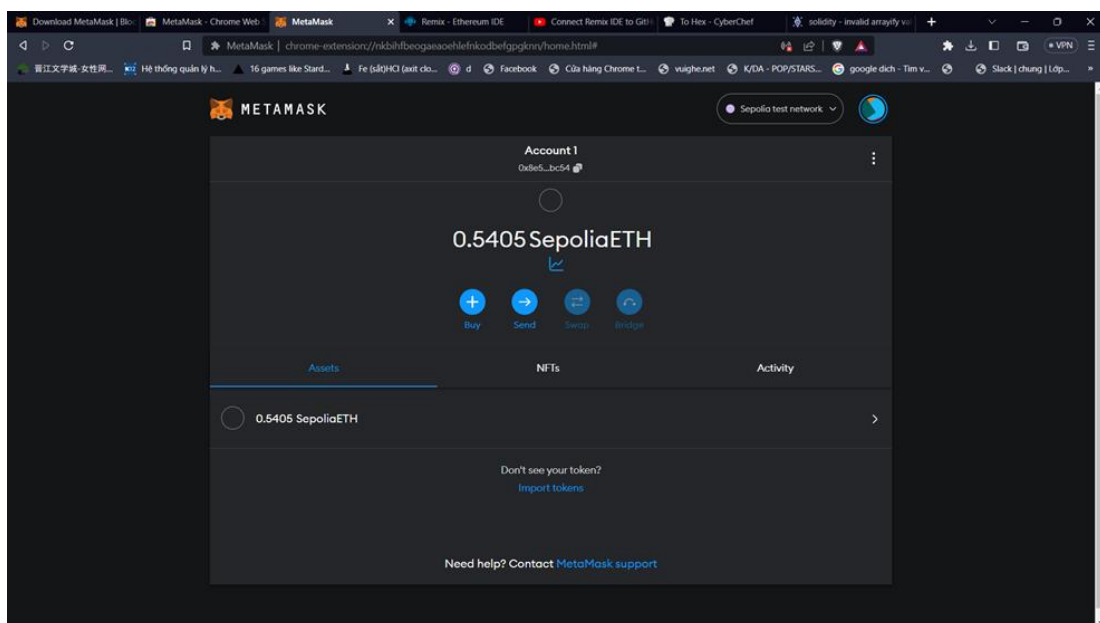 Download MetaMask | Bloc
MetaMask - Chrome Web S
MetaMask
Remix - Ethereum IDE
Connect Remix IDE to GitH
To Hex - CyberChef
solidity - invalid arrayify val
MetaMask | chrome-extension://nkbihfbeogaeaoehlefnkodbefgpgknn/home.html#
VPN
晋江文学城-女性网...
Hệ thống quản lý h...
16 games like Stard...
Fe (sắt)HCl (axit clo...
d
Facebook
Cửa hàng Chrome t...
vuighe.net
K/DA - POP/STARS...
google dich - Tìm v...
Slack | chung | Lớp...
METAMASK
Sepolia test network
Account 1
0x8e5...bc54
0.5405 SepoliaETH
Buy
Send
Swap
Bridge
Assets
NFTs
Activity
0.5405 SepoliaETH
Don't see your token?
Import tokens
Need help? Contact MetaMask support